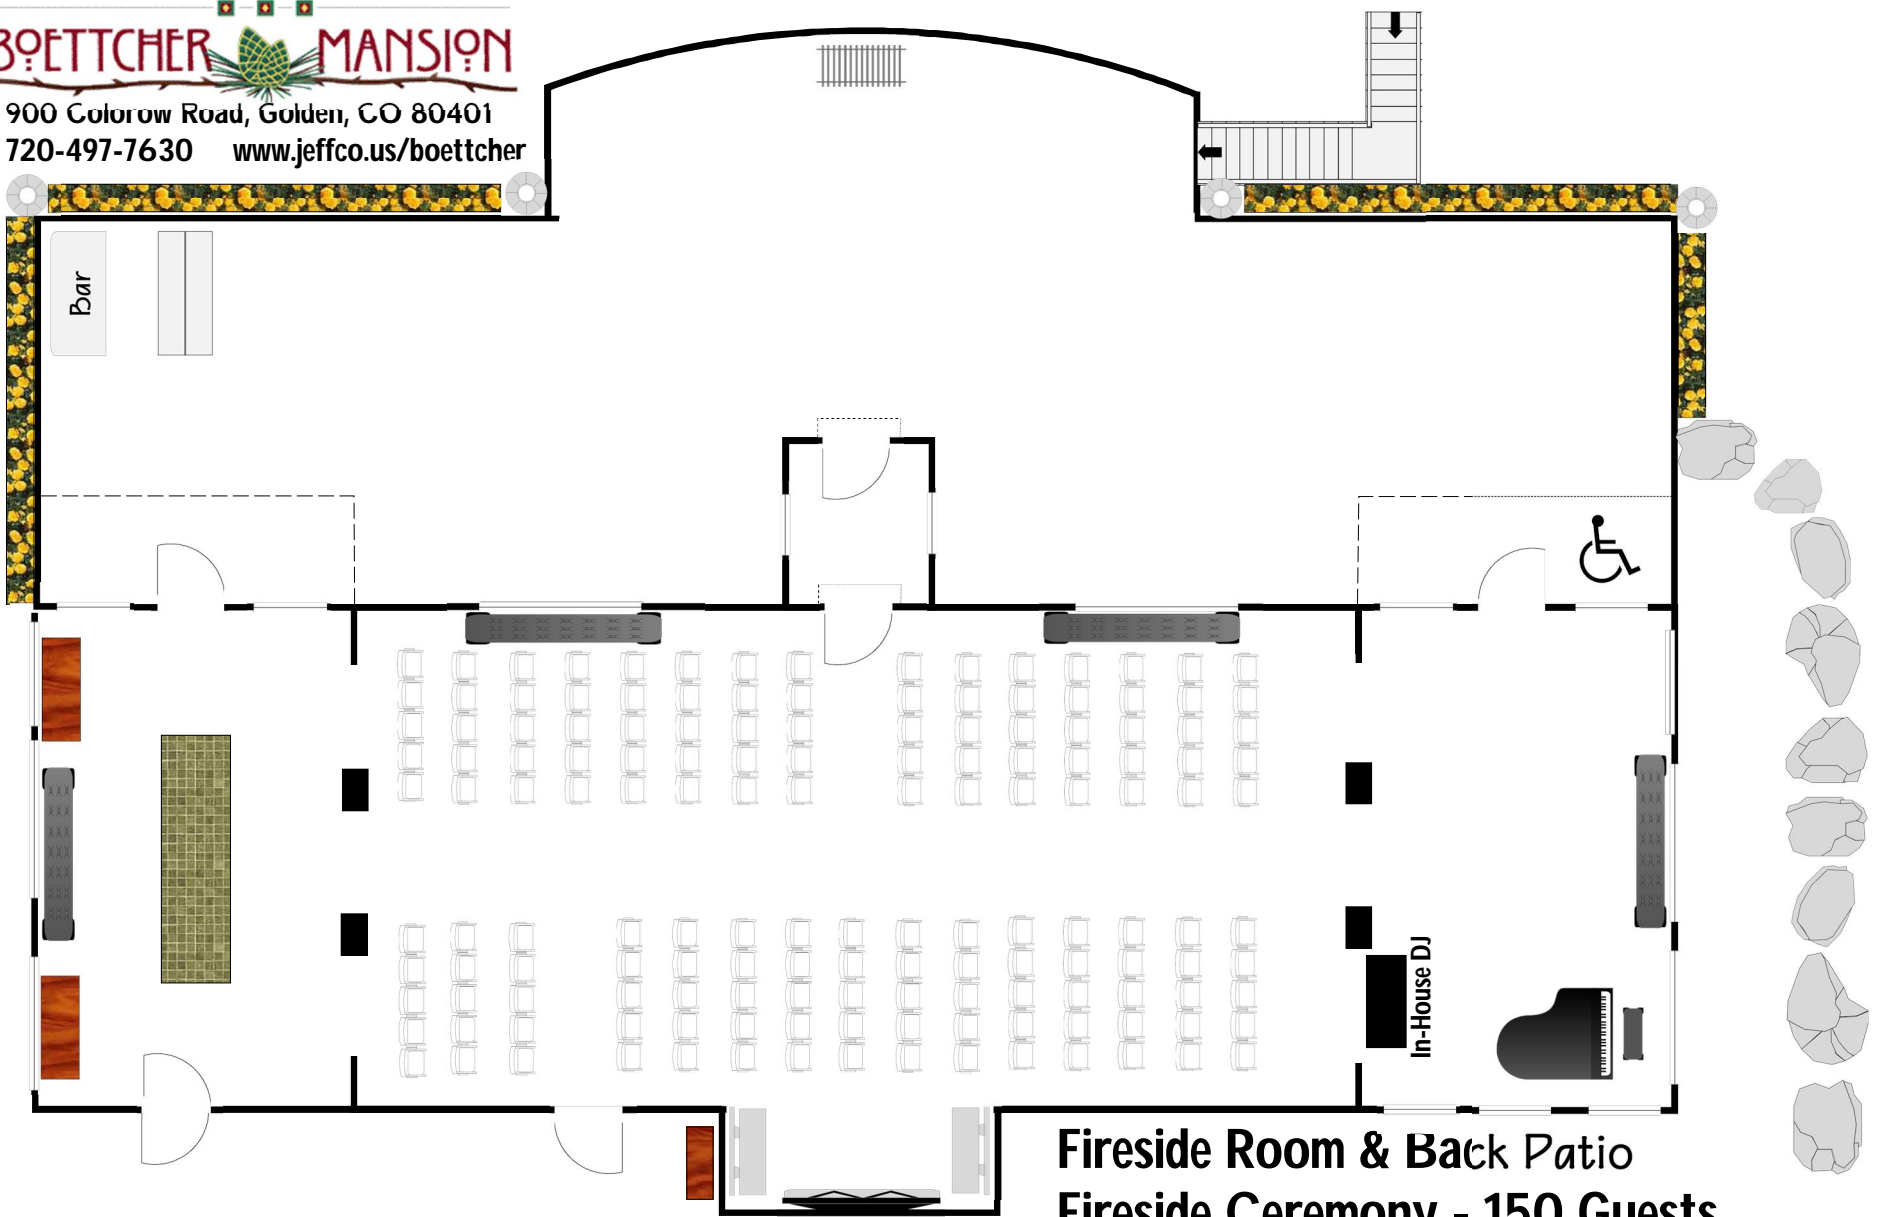 BOETTCHER MANSION
900 Colorow Road, Golden, CO 80401
720-497-7630 www.jeffco.us/boettcher
Bar
In-House DJ
Fireside Room & Back Patio
Fireside Ceremony - 150 Guests